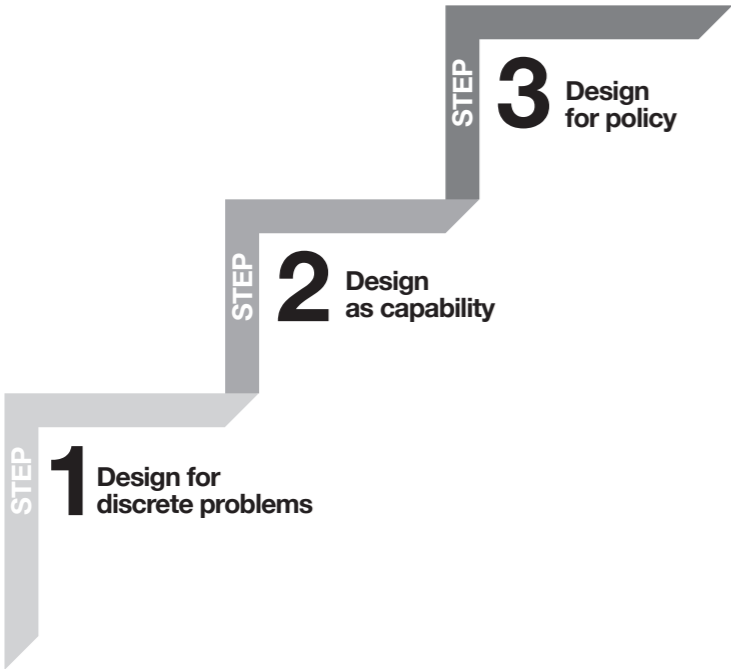 STEP
3
Design
for policy
STEP
2
Design
as capability
STEP
1
Design for
discrete problems